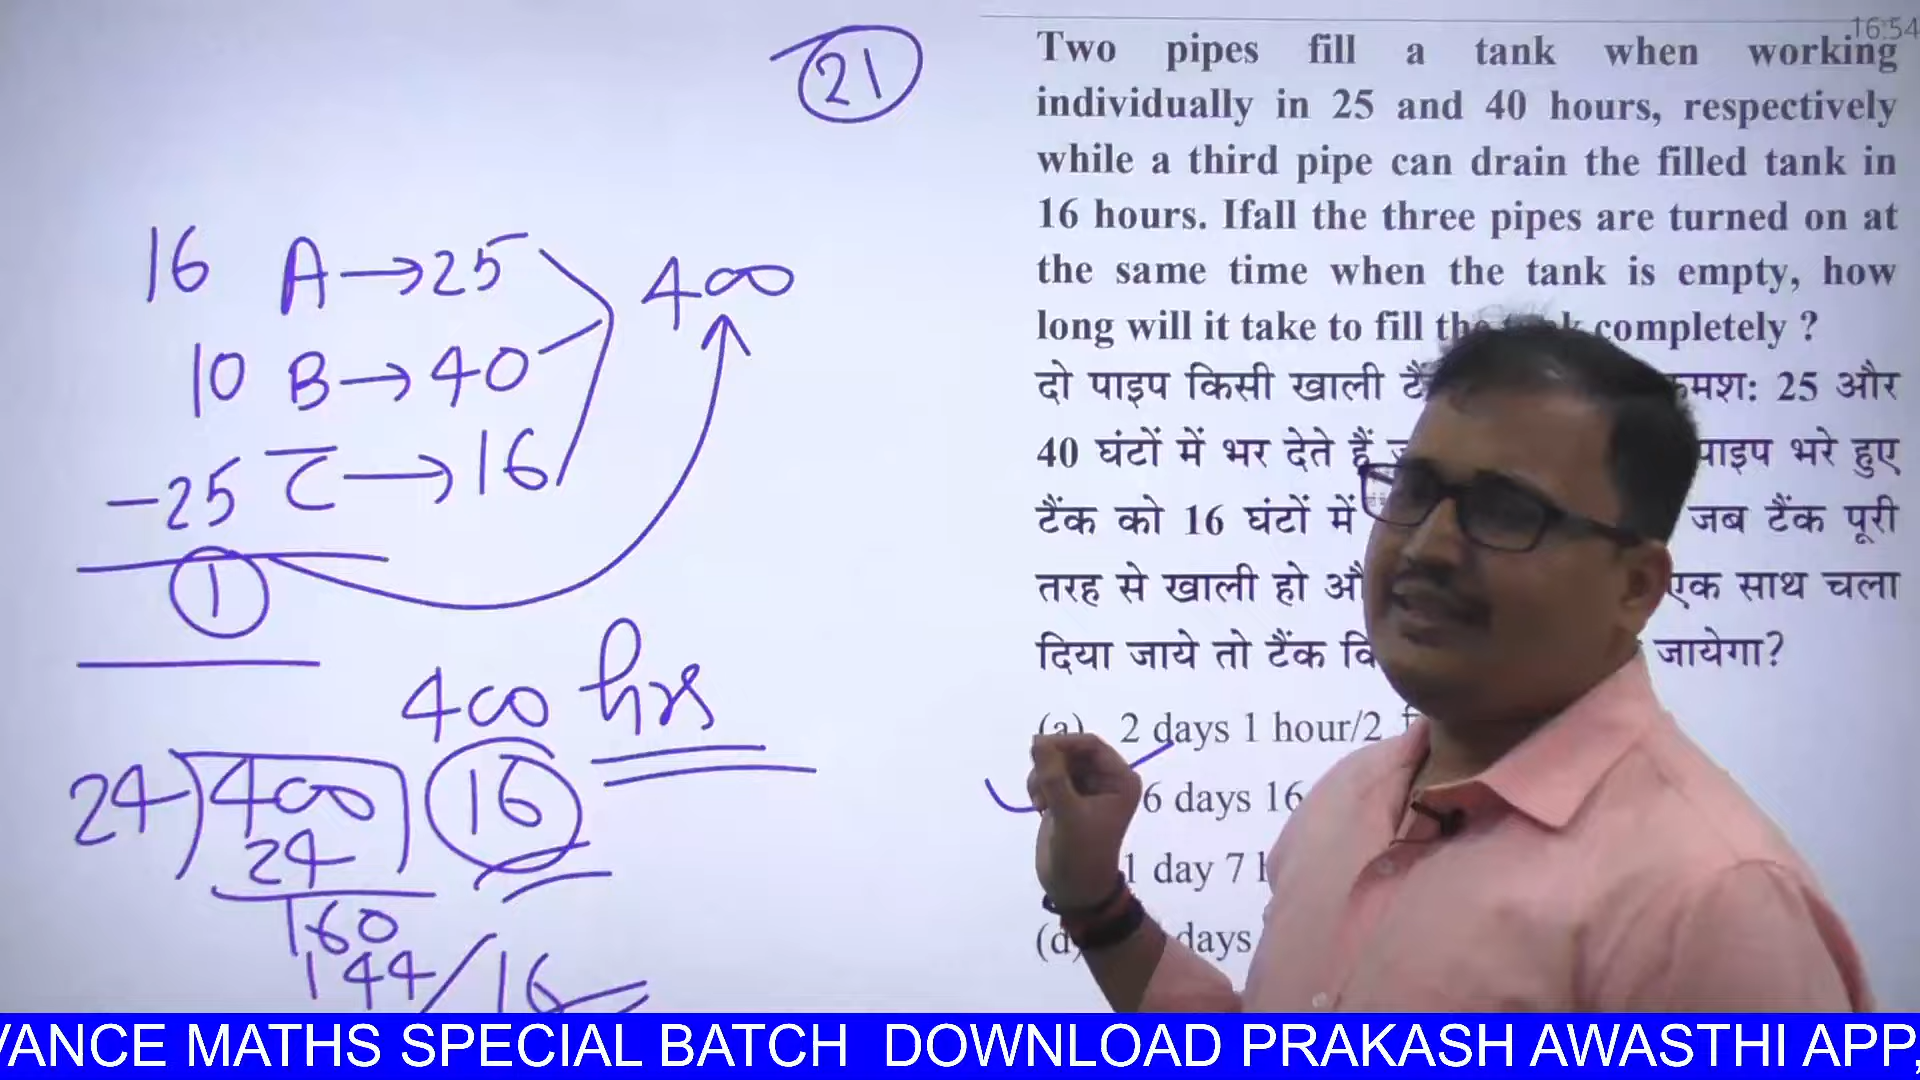 16:54
21
Two pipes fill a tank when working
individually in 25 and 40 hours, respectively
while a third pipe can drain the filled tank in
16 hours. Ifall the three pipes are turned on at
the same time when the tank is empty, how
long will it take to fill the completely ?
दो पाइप किसी खाली क्रमश: 25 और
40 घंटों में भर देते हैं पाइप भरे हुए
टैंक को 16 घंटों में जब टैंक पूरी
तरह से खाली हो एक साथ चला
दिया जाये तो टैंक जायेगा?
(a) 2 days 1 hour/2
6 days 16
1 day 7
(d) days
16 A→25 400
10 B→40
-25 C→16
1
400 hrs
24)400(16
24
160
144/16
VANCE MATHS SPECIAL BATCH DOWNLOAD PRAKASH AWASTHI APP,